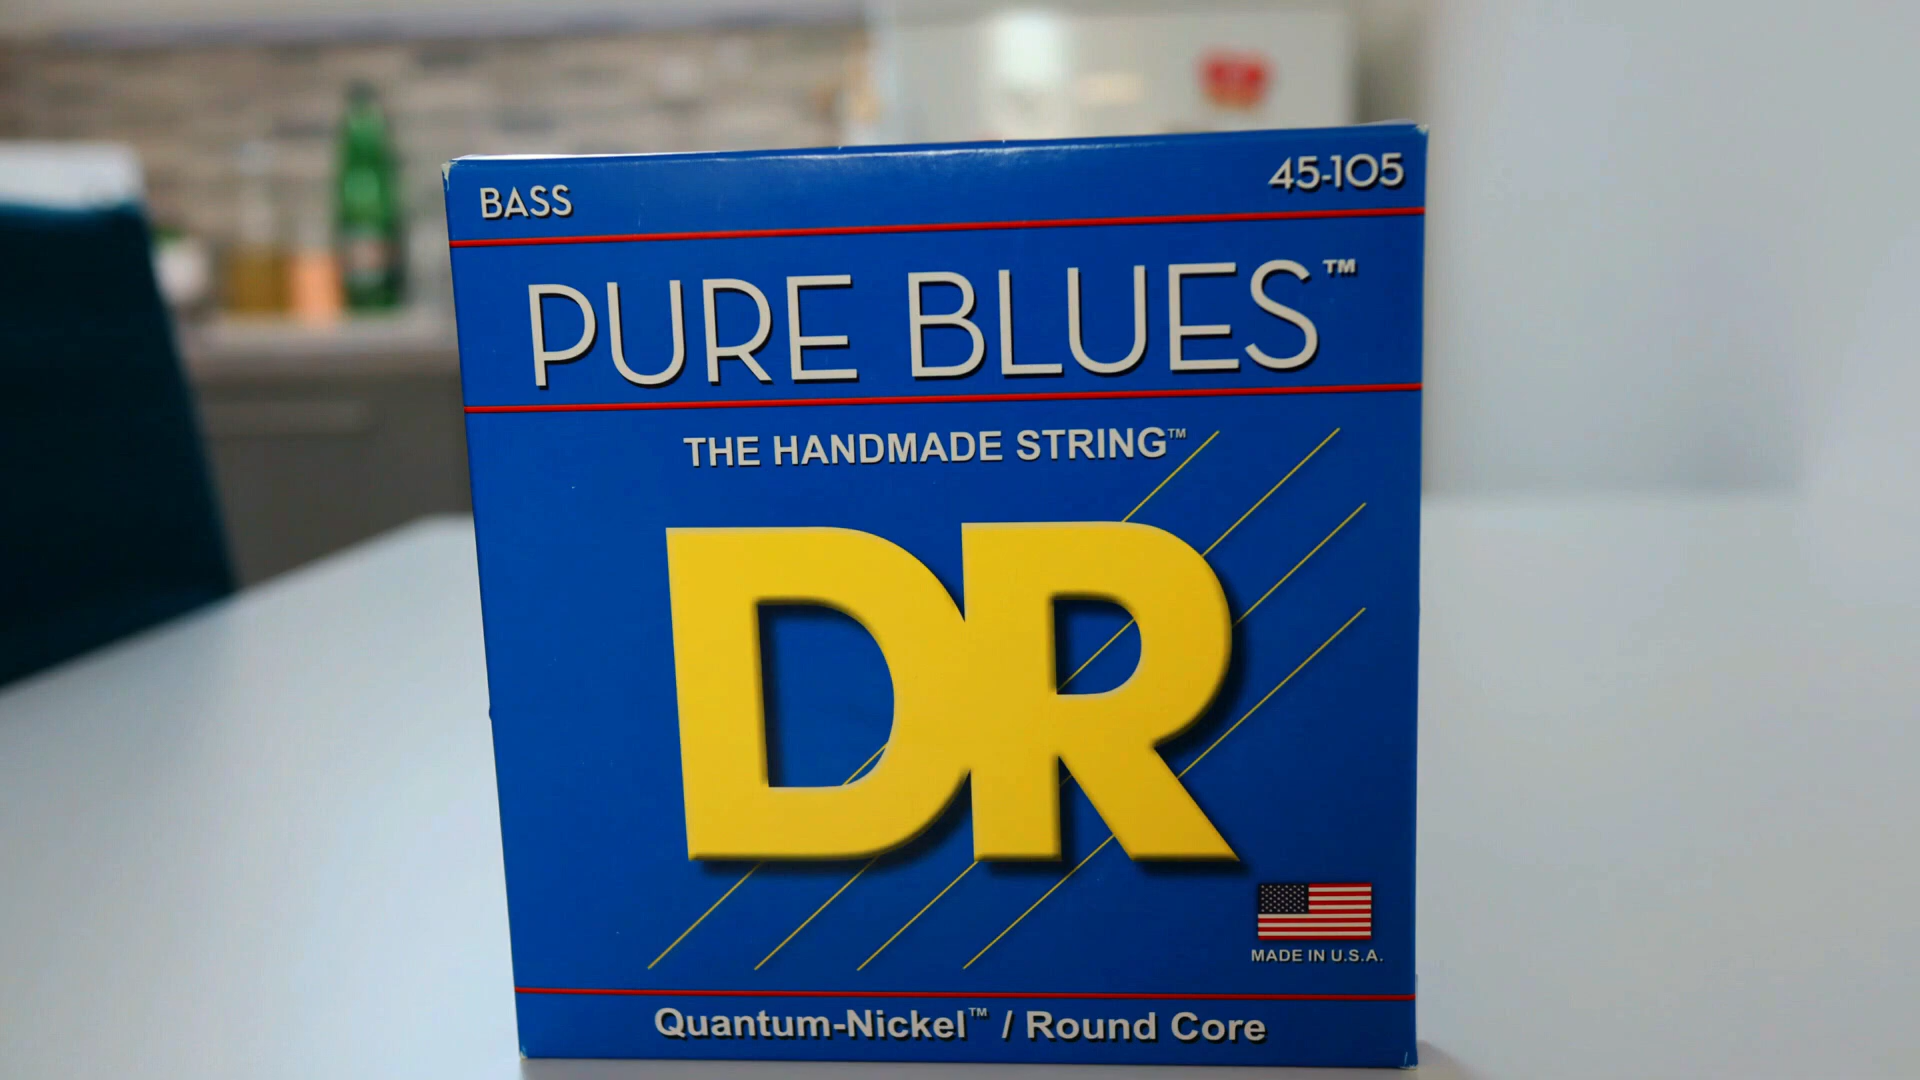 BASS 45-105
PURE BLUES™
THE HANDMADE STRING™
DR
MADE IN U.S.A.
Quantum-Nickel™ / Round Core